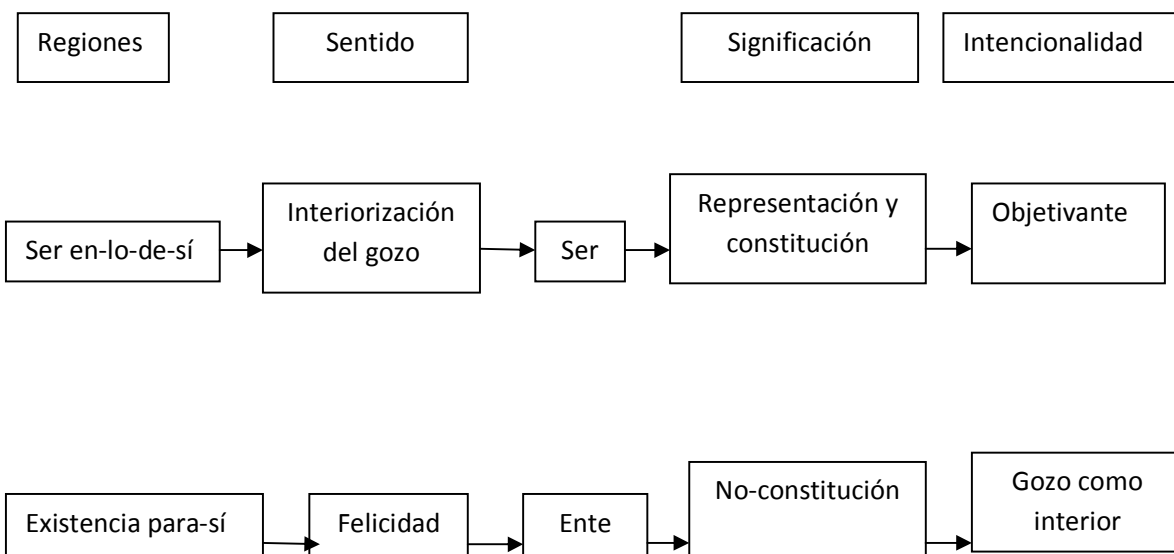 Regiones
Sentido
Significación
Intencionalidad
Ser en-lo-de-sí
Interiorización
del gozo
Ser
Representación y
constitución
Objetivante
Existencia para-sí
Felicidad
Ente
No-constitución
Gozo como
interior